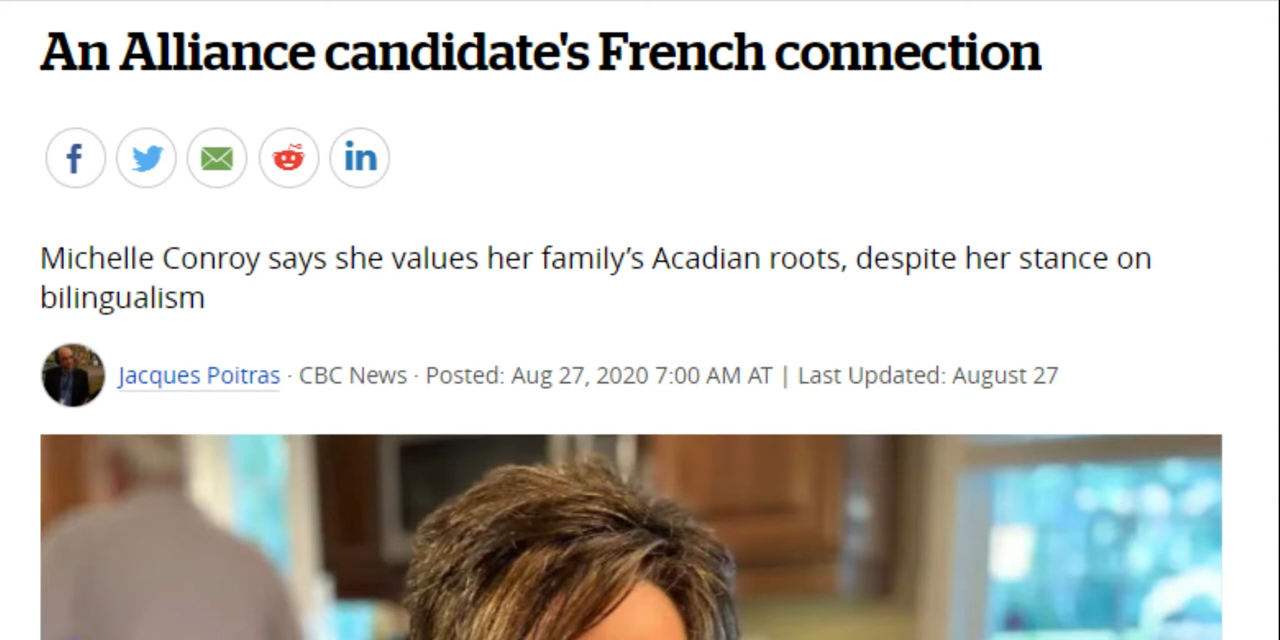 An Alliance candidate's French connection
Michelle Conroy says she values her family’s Acadian roots, despite her stance on
bilingualism
Jacques Poitras · CBC News · Posted: Aug 27, 2020 7:00 AM AT | Last Updated: August 27